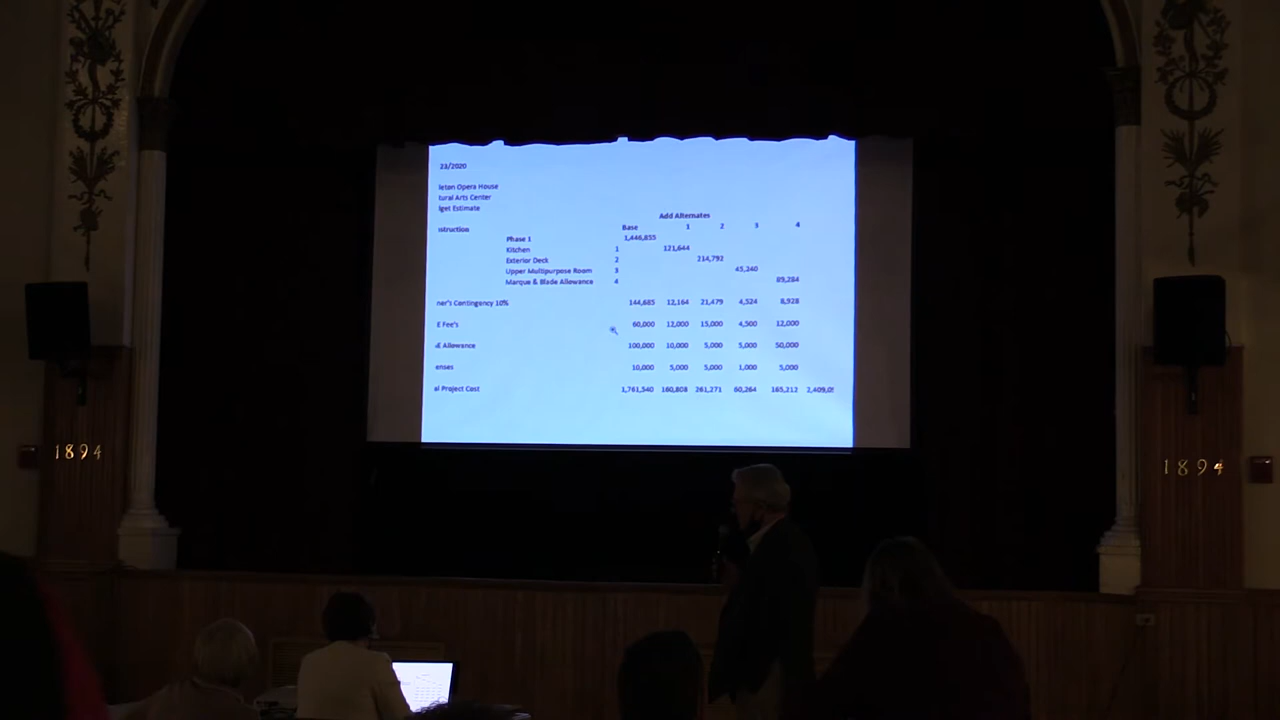 23/2020
leton Opera House
tural Arts Center
lget Estimate
Add Alternates
nstruction Base 1 2 3 4
Phase 1 1,446,855
Kitchen 1 121,644
Exterior Deck 2 214,792
Upper Multipurpose Room 3 45,240
Marque & Blade Allowance 4 89,284
ner's Contingency 10% 144,685 12,164 21,479 4,524 8,928
E Fee's 60,000 12,000 15,000 4,500 12,000
&E Allowance 100,000 10,000 5,000 5,000 50,000
enses 10,000 5,000 5,000 1,000 5,000
al Project Cost 1,761,540 160,808 261,271 60,264 165,212 2,409,09
1894
1894